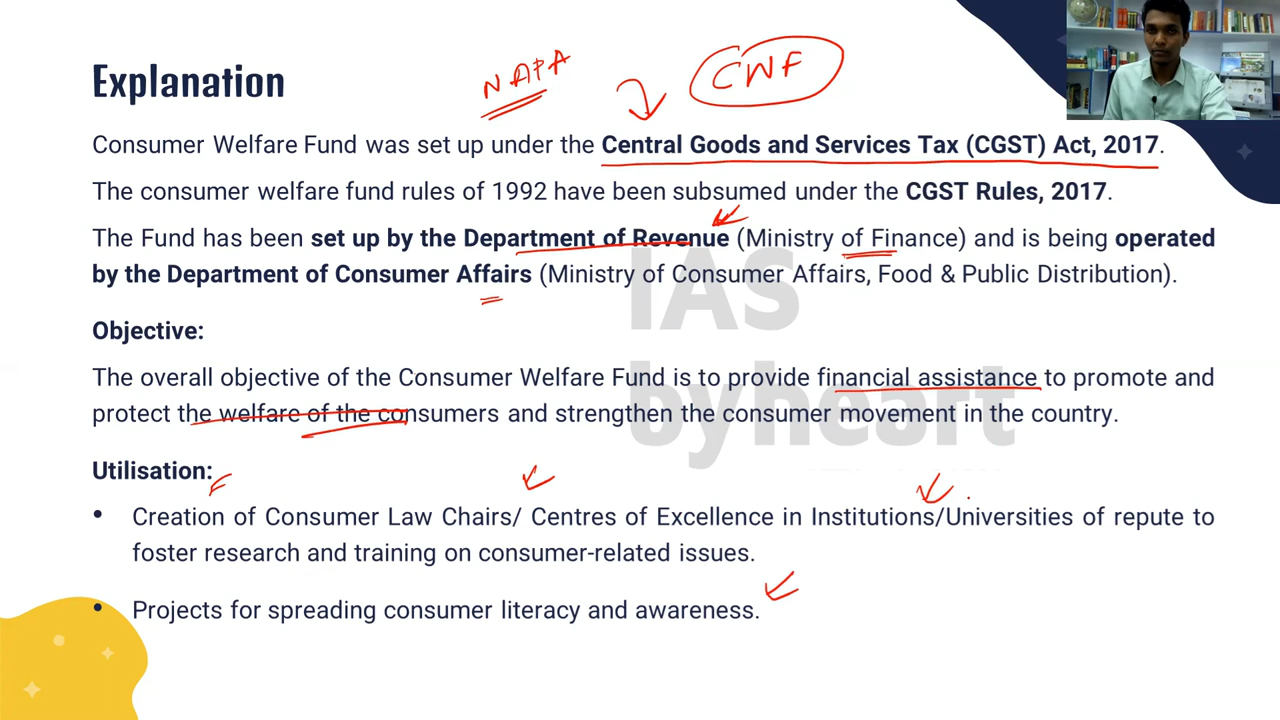 NAPA
CWF
Explanation
Consumer Welfare Fund was set up under the Central Goods and Services Tax (CGST) Act, 2017.
The consumer welfare fund rules of 1992 have been subsumed under the CGST Rules, 2017.
The Fund has been set up by the Department of Revenue (Ministry of Finance) and is being operated
by the Department of Consumer Affairs (Ministry of Consumer Affairs, Food & Public Distribution).
Objective:
The overall objective of the Consumer Welfare Fund is to provide financial assistance to promote and
protect the welfare of the consumers and strengthen the consumer movement in the country.
Utilisation:
• Creation of Consumer Law Chairs/ Centres of Excellence in Institutions/Universities of repute to
foster research and training on consumer-related issues.
• Projects for spreading consumer literacy and awareness.
IAS
byheart